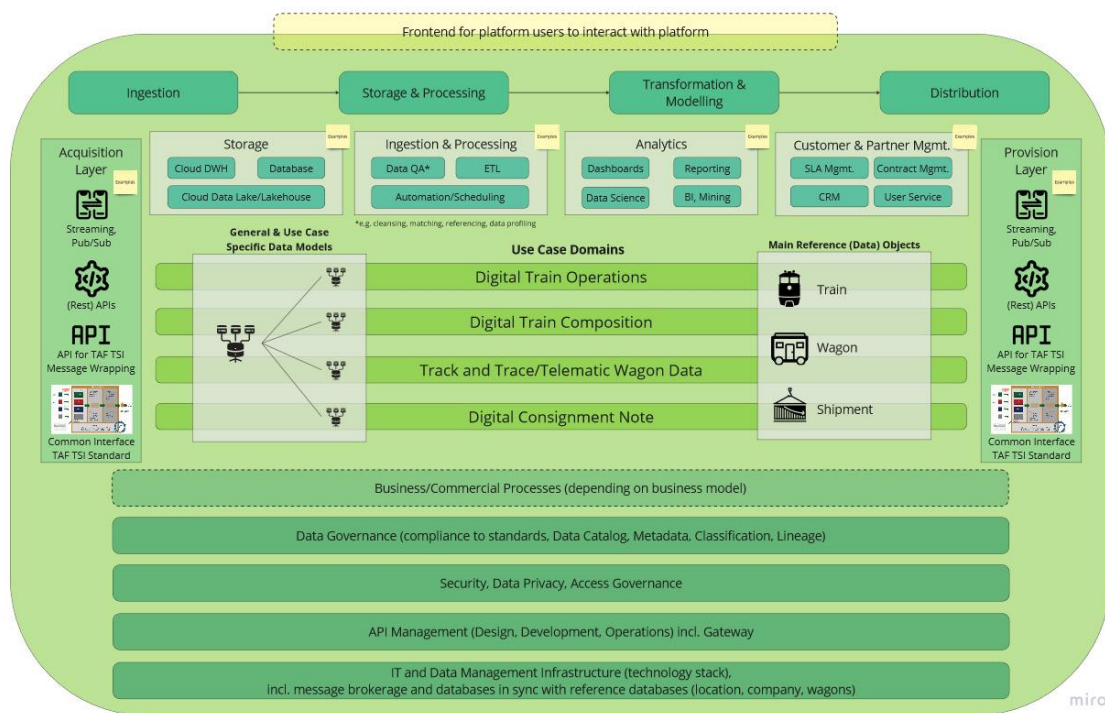 Frontend for platform users to interact with platform
Ingestion
Storage & Processing
Transformation &
Modelling
Distribution
Acquisition
Layer
Examples
Streaming,
Pub/Sub
(Rest) APIs
API
API for TAF TSI
Message Wrapping
Common Interface
TAF TSI Standard
Storage
Examples
Cloud DWH
Database
Cloud Data Lake/Lakehouse
Ingestion & Processing
Examples
Data QA*
ETL
Automation/Scheduling
*e.g. cleansing, matching, referencing, data profiling
Analytics
Examples
Dashboards
Reporting
Data Science
BI, Mining
Customer & Partner Mgmt.
Examples
SLA Mgmt.
Contract Mgmt.
CRM
User Service
Provision
Layer
Examples
Streaming,
Pub/Sub
(Rest) APIs
API
API for TAF TSI
Message Wrapping
Common Interface
TAF TSI Standard
General & Use Case
Specific Data Models
Use Case Domains
Main Reference (Data) Objects
Digital Train Operations
Digital Train Composition
Track and Trace/Telematic Wagon Data
Digital Consignment Note
Train
Wagon
Shipment
Business/Commercial Processes (depending on business model)
Data Governance (compliance to standards, Data Catalog, Metadata, Classification, Lineage)
Security, Data Privacy, Access Governance
API Management (Design, Development, Operations) incl. Gateway
IT and Data Management Infrastructure (technology stack),
incl. message brokerage and databases in sync with reference databases (location, company, wagons)
miro